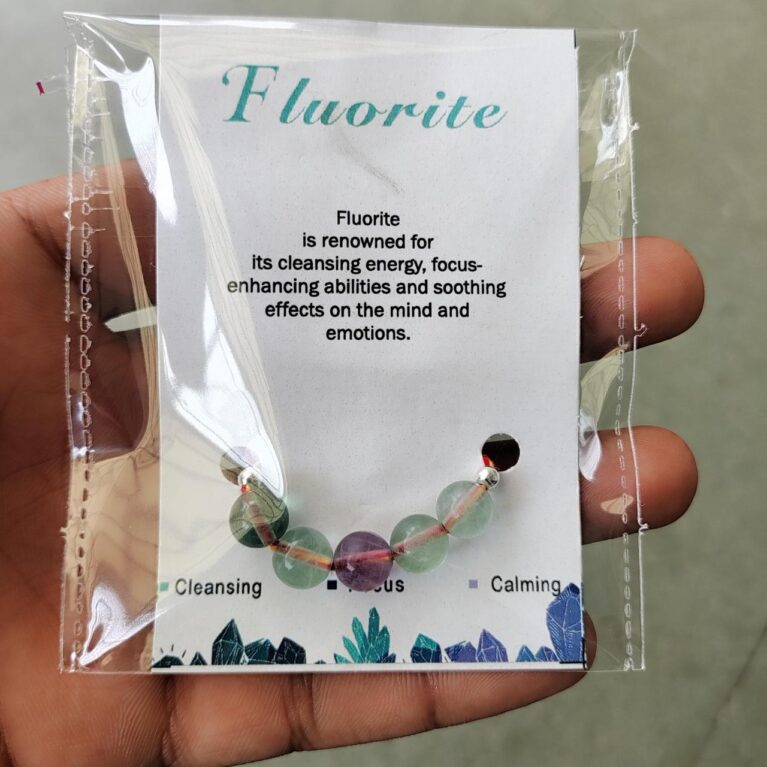 Fluorite
Fluorite
is renowned for
its cleansing energy, focus-
enhancing abilities and soothing
effects on the mind and
emotions.
Cleansing
Calming